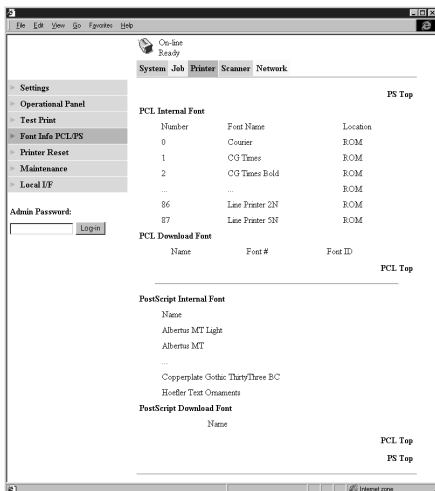 File Edit View Go Favorites Help
On-line
Ready
System Job Printer Scanner Network
Settings
Operational Panel
Test Print
Font Info PCL/PS
Printer Reset
Maintenance
Local I/F
Admin Password:
Log-in
PS Top
PCL Internal Font
Number Font Name Location
0 Courier ROM
1 CG Times ROM
2 CG Times Bold ROM
... ... ROM
86 Line Printer 2N ROM
87 Line Printer 5N ROM
PCL Download Font
Name Font # Font ID
PCL Top
PostScript Internal Font
Name
Albertus MT Light
Albertus MT
...
Copperplate Gothic ThirtyThree BC
Hoefler Text Ornaments
PostScript Download Font
Name
PCL Top
PS Top
Internet zone